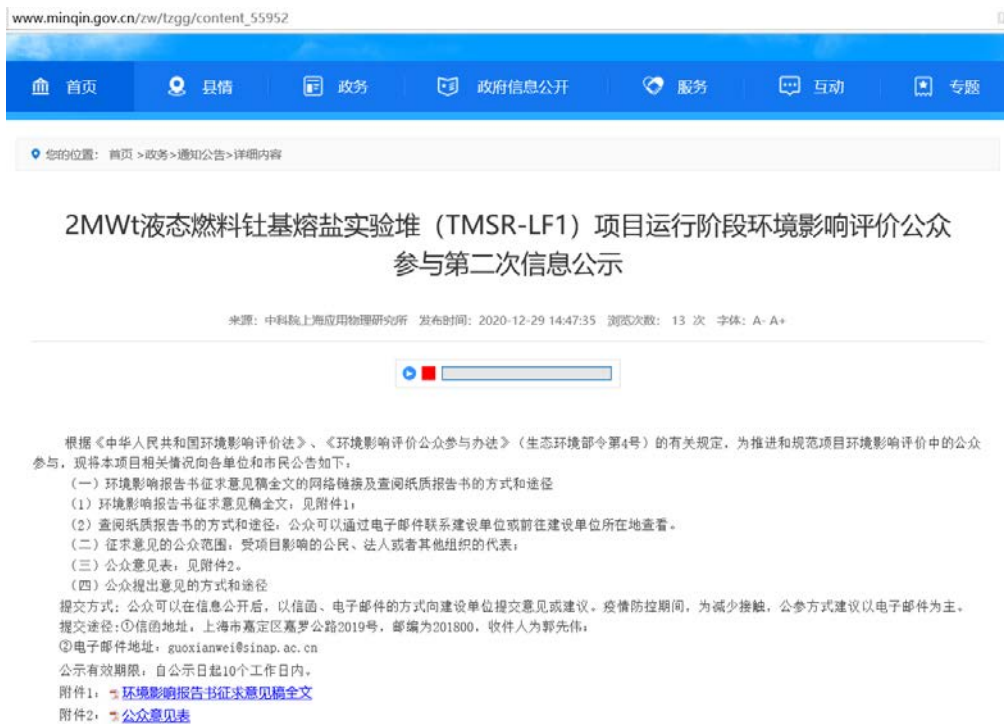 www.minqin.gov.cn/zw/tzgg/content_55952
首页 县情 政务 政府信息公开 服务 互动 专题
您的位置： 首页 >政务>通知公告>详细内容
2MWt液态燃料钍基熔盐实验堆（TMSR-LF1）项目运行阶段环境影响评价公众
参与第二次信息公示
来源：中科院上海应用物理研究所 发布时间：2020-12-29 14:47:35 浏览次数： 13 次 字体：A- A+
根据《中华人民共和国环境影响评价法》、《环境影响评价公众参与办法》（生态环境部令第4号）的有关规定，为推进和规范项目环境影响评价中的公众
参与，现将本项目相关情况向各单位和市民公告如下：
（一）环境影响报告书征求意见稿全文的网络链接及查阅纸质报告书的方式和途径
（1）环境影响报告书征求意见稿全文：见附件1；
（2）查阅纸质报告书的方式和途径：公众可以通过电子邮件联系建设单位或前往建设单位所在地查看。
（二）征求意见的公众范围：受项目影响的公民、法人或者其他组织的代表；
（三）公众意见表：见附件2。
（四）公众提出意见的方式和途径
提交方式：公众可以在信息公开后，以信函、电子邮件的方式向建设单位提交意见或建议。疫情防控期间，为减少接触，公参方式建议以电子邮件为主。
提交途径:①信函地址：上海市嘉定区嘉罗公路2019号，邮编为201800，收件人为郭先伟；
②电子邮件地址：guoxianwei@sinap.ac.cn
公示有效期限：自公示日起10个工作日内。
附件1：环境影响报告书征求意见稿全文
附件2：公众意见表